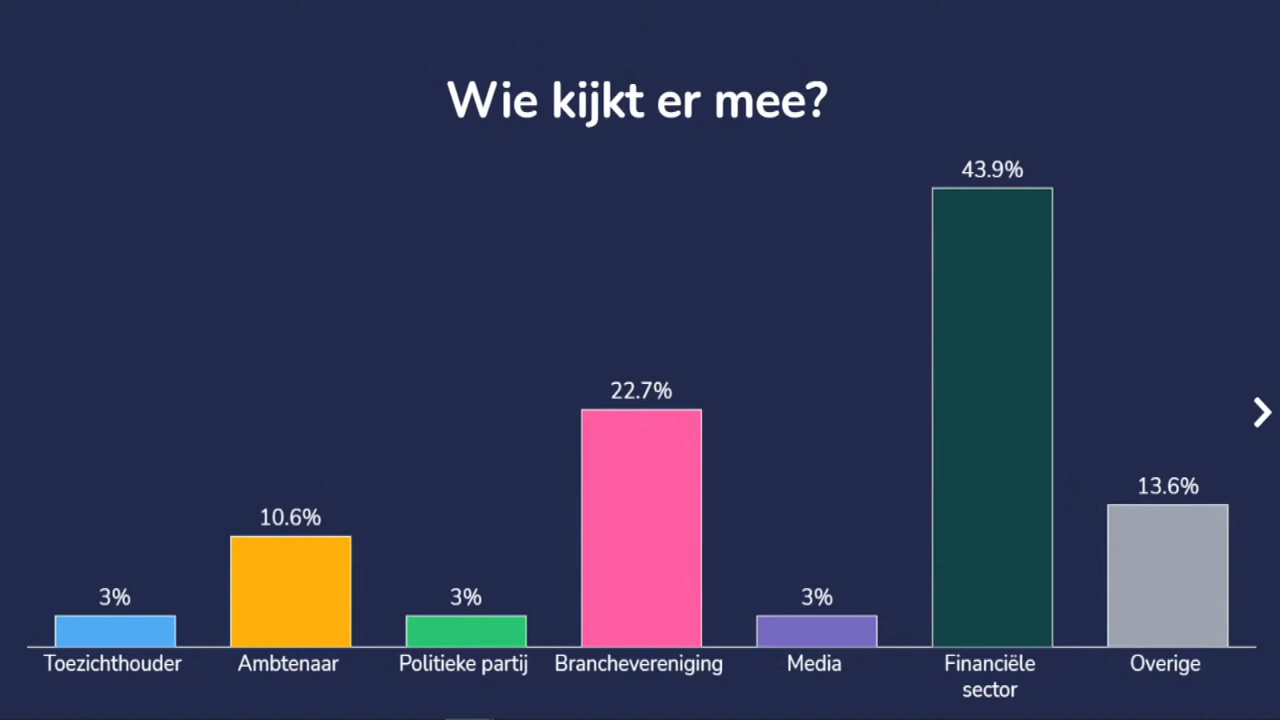 Wie kijkt er mee?
43.9%
22.7%
13.6%
10.6%
3%
3%
3%
Toezichthouder
Ambtenaar
Politieke partij
Branchevereniging
Media
Financiële
sector
Overige